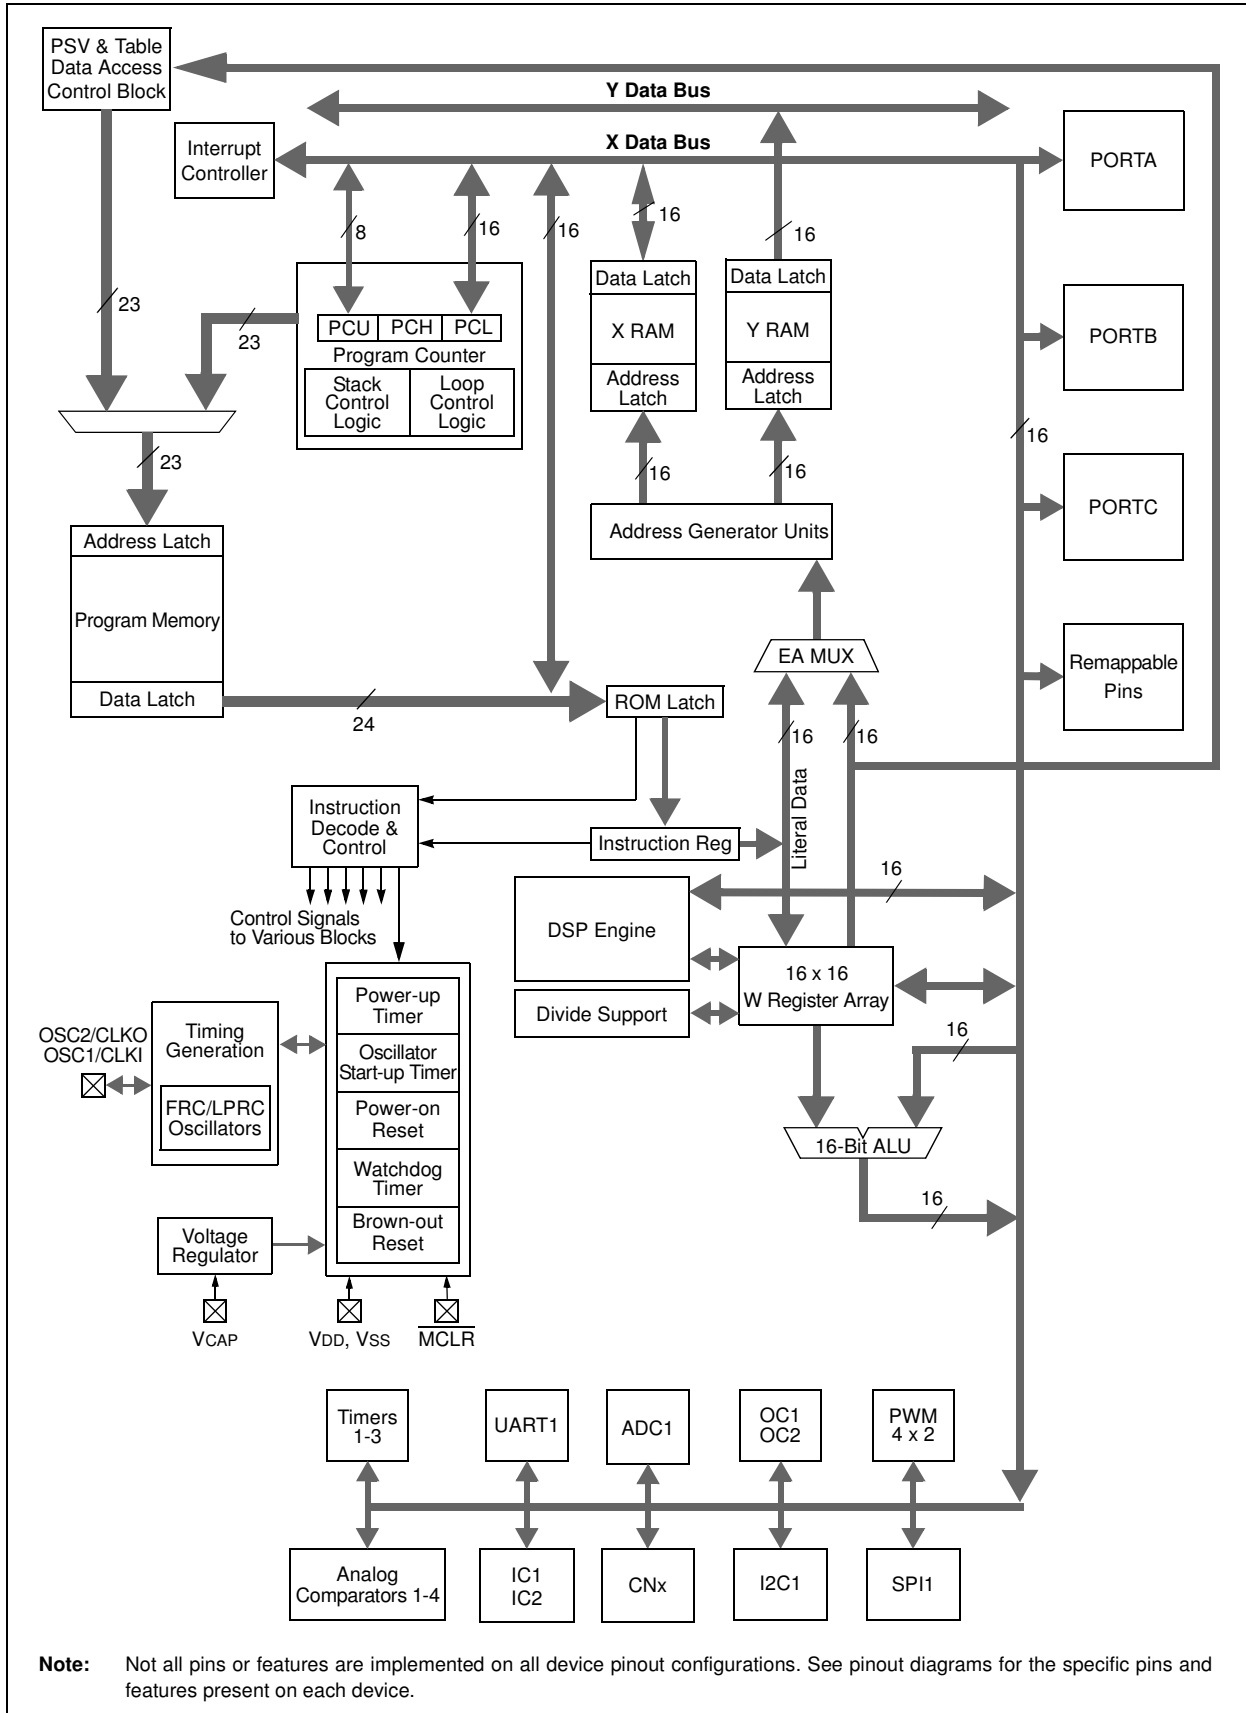 PSV & Table
Data Access
Control Block
Y Data Bus
X Data Bus
Interrupt
Controller
PORTA
8
16
16
16
16
Data Latch
X RAM
Address
Latch
Data Latch
Y RAM
Address
Latch
23
23
PCU
PCH
PCL
Program Counter
Stack
Control
Logic
Loop
Control
Logic
PORTB
16
23
16
16
PORTC
Address Latch
Program Memory
Data Latch
Address Generator Units
EA MUX
Remappable
Pins
24
ROM Latch
16
16
Literal Data
Instruction
Decode &
Control
Instruction Reg
Control Signals
to Various Blocks
16
DSP Engine
16 x 16
W Register Array
Divide Support
Power-up
Timer
Oscillator
Start-up Timer
Power-on
Reset
Watchdog
Timer
Brown-out
Reset
OSC2/CLKO
OSC1/CLKI
Timing
Generation
FRC/LPRC
Oscillators
16
16-Bit ALU
16
Voltage
Regulator
VCAP
VDD, VSS
MCLR
Timers
1-3
UART1
ADC1
OC1
OC2
PWM
4 x 2
Analog
Comparators 1-4
IC1
IC2
CNx
I2C1
SPI1
Note: Not all pins or features are implemented on all device pinout configurations. See pinout diagrams for the specific pins and
features present on each device.